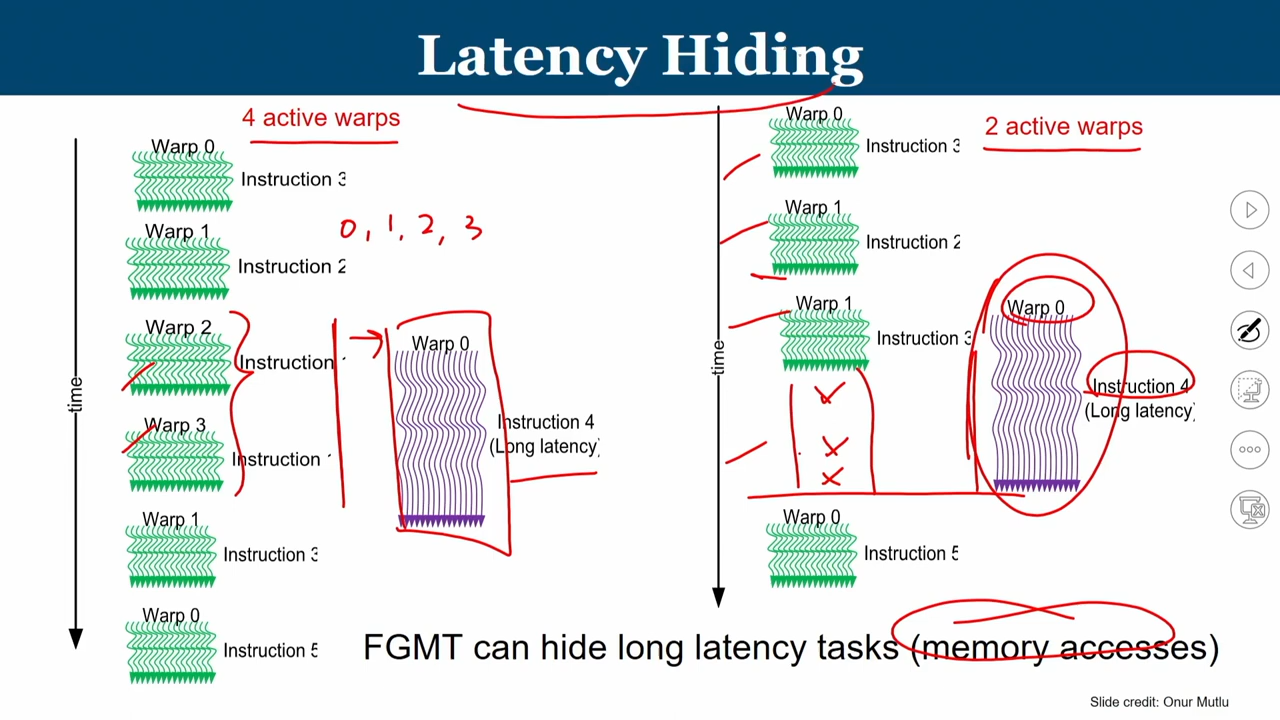 Latency Hiding
4 active warps
Warp 0
Instruction 3
0, 1, 2, 3
Warp 1
Instruction 2
Warp 2
Instruction
Warp 3
Instruction
Warp 0
Instruction 4
(Long latency)
Warp 1
Instruction 3
Warp 0
Instruction 5
time
2 active warps
Warp 0
Instruction 3
Warp 1
Instruction 2
Warp 1
Instruction 3
Warp 0
Instruction 4
(Long latency)
Warp 0
Instruction 5
time
FGMT can hide long latency tasks (memory accesses)
Slide credit: Onur Mutlu